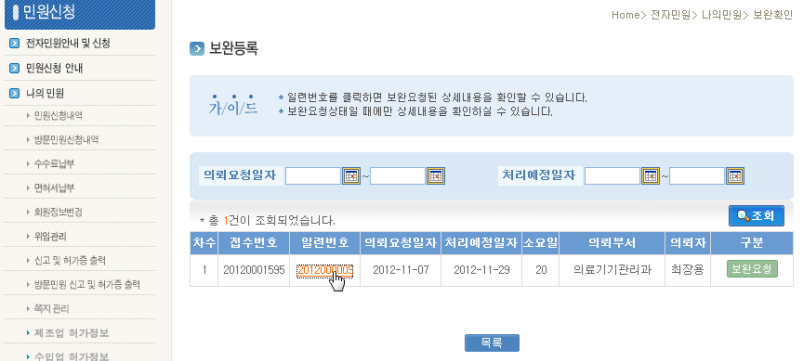 민원신청
Home> 전자민원> 나의민원> 보완확인
전자민원안내 및 신청
민원신청 안내
나의 민원
민원신청내역
방문민원신청내역
수수료납부
면허세납부
회원정보변경
위임관리
신고 및 허가증 출력
방문민원 신고 및 허가증 출력
쪽지 관리
제조업 허가정보
수입업 허가정보
보완등록
가/이/드
* 일련번호를 클릭하면 보완요청된 상세내용을 확인할 수 있습니다.
* 보완요청상태일 때에만 상세내용을 확인하실 수 있습니다.
의뢰요청일자 ~ 처리예정일자 ~
* 총 1건이 조회되었습니다. 조회
차수 접수번호 일련번호 의뢰요청일자 처리예정일자 소요일 의뢰부서 의뢰자 구분
1 20120001595 2012000009 2012-11-07 2012-11-29 20 의료기기관리과 최장용 보완요청
목록